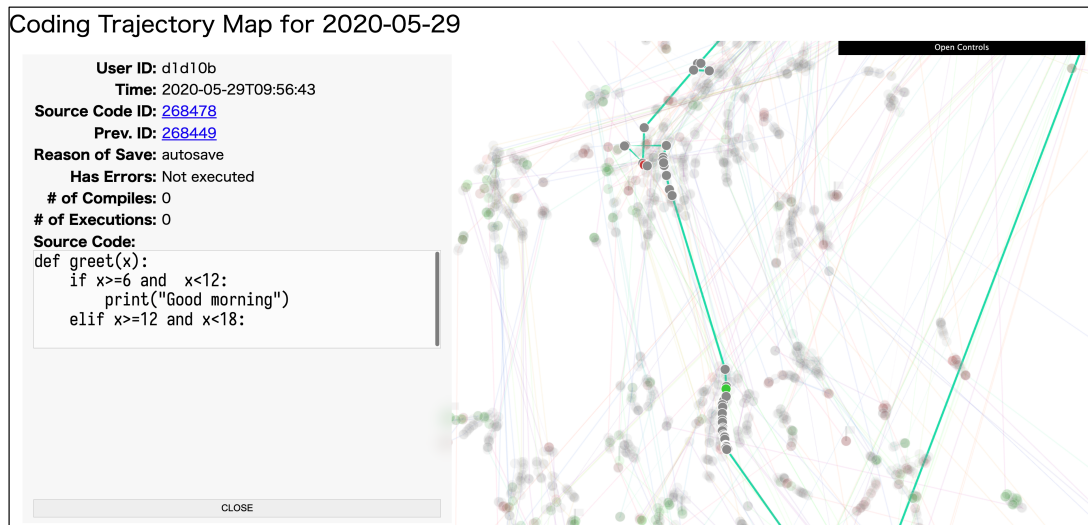 Coding Trajectory Map for 2020-05-29
Open Controls
User ID: d1d10b
Time: 2020-05-29T09:56:43
Source Code ID: 268478
Prev. ID: 268449
Reason of Save: autosave
Has Errors: Not executed
# of Compiles: 0
# of Executions: 0
Source Code:
def greet(x):
    if x>=6 and  x<12:
        print("Good morning")
    elif x>=12 and x<18:
CLOSE